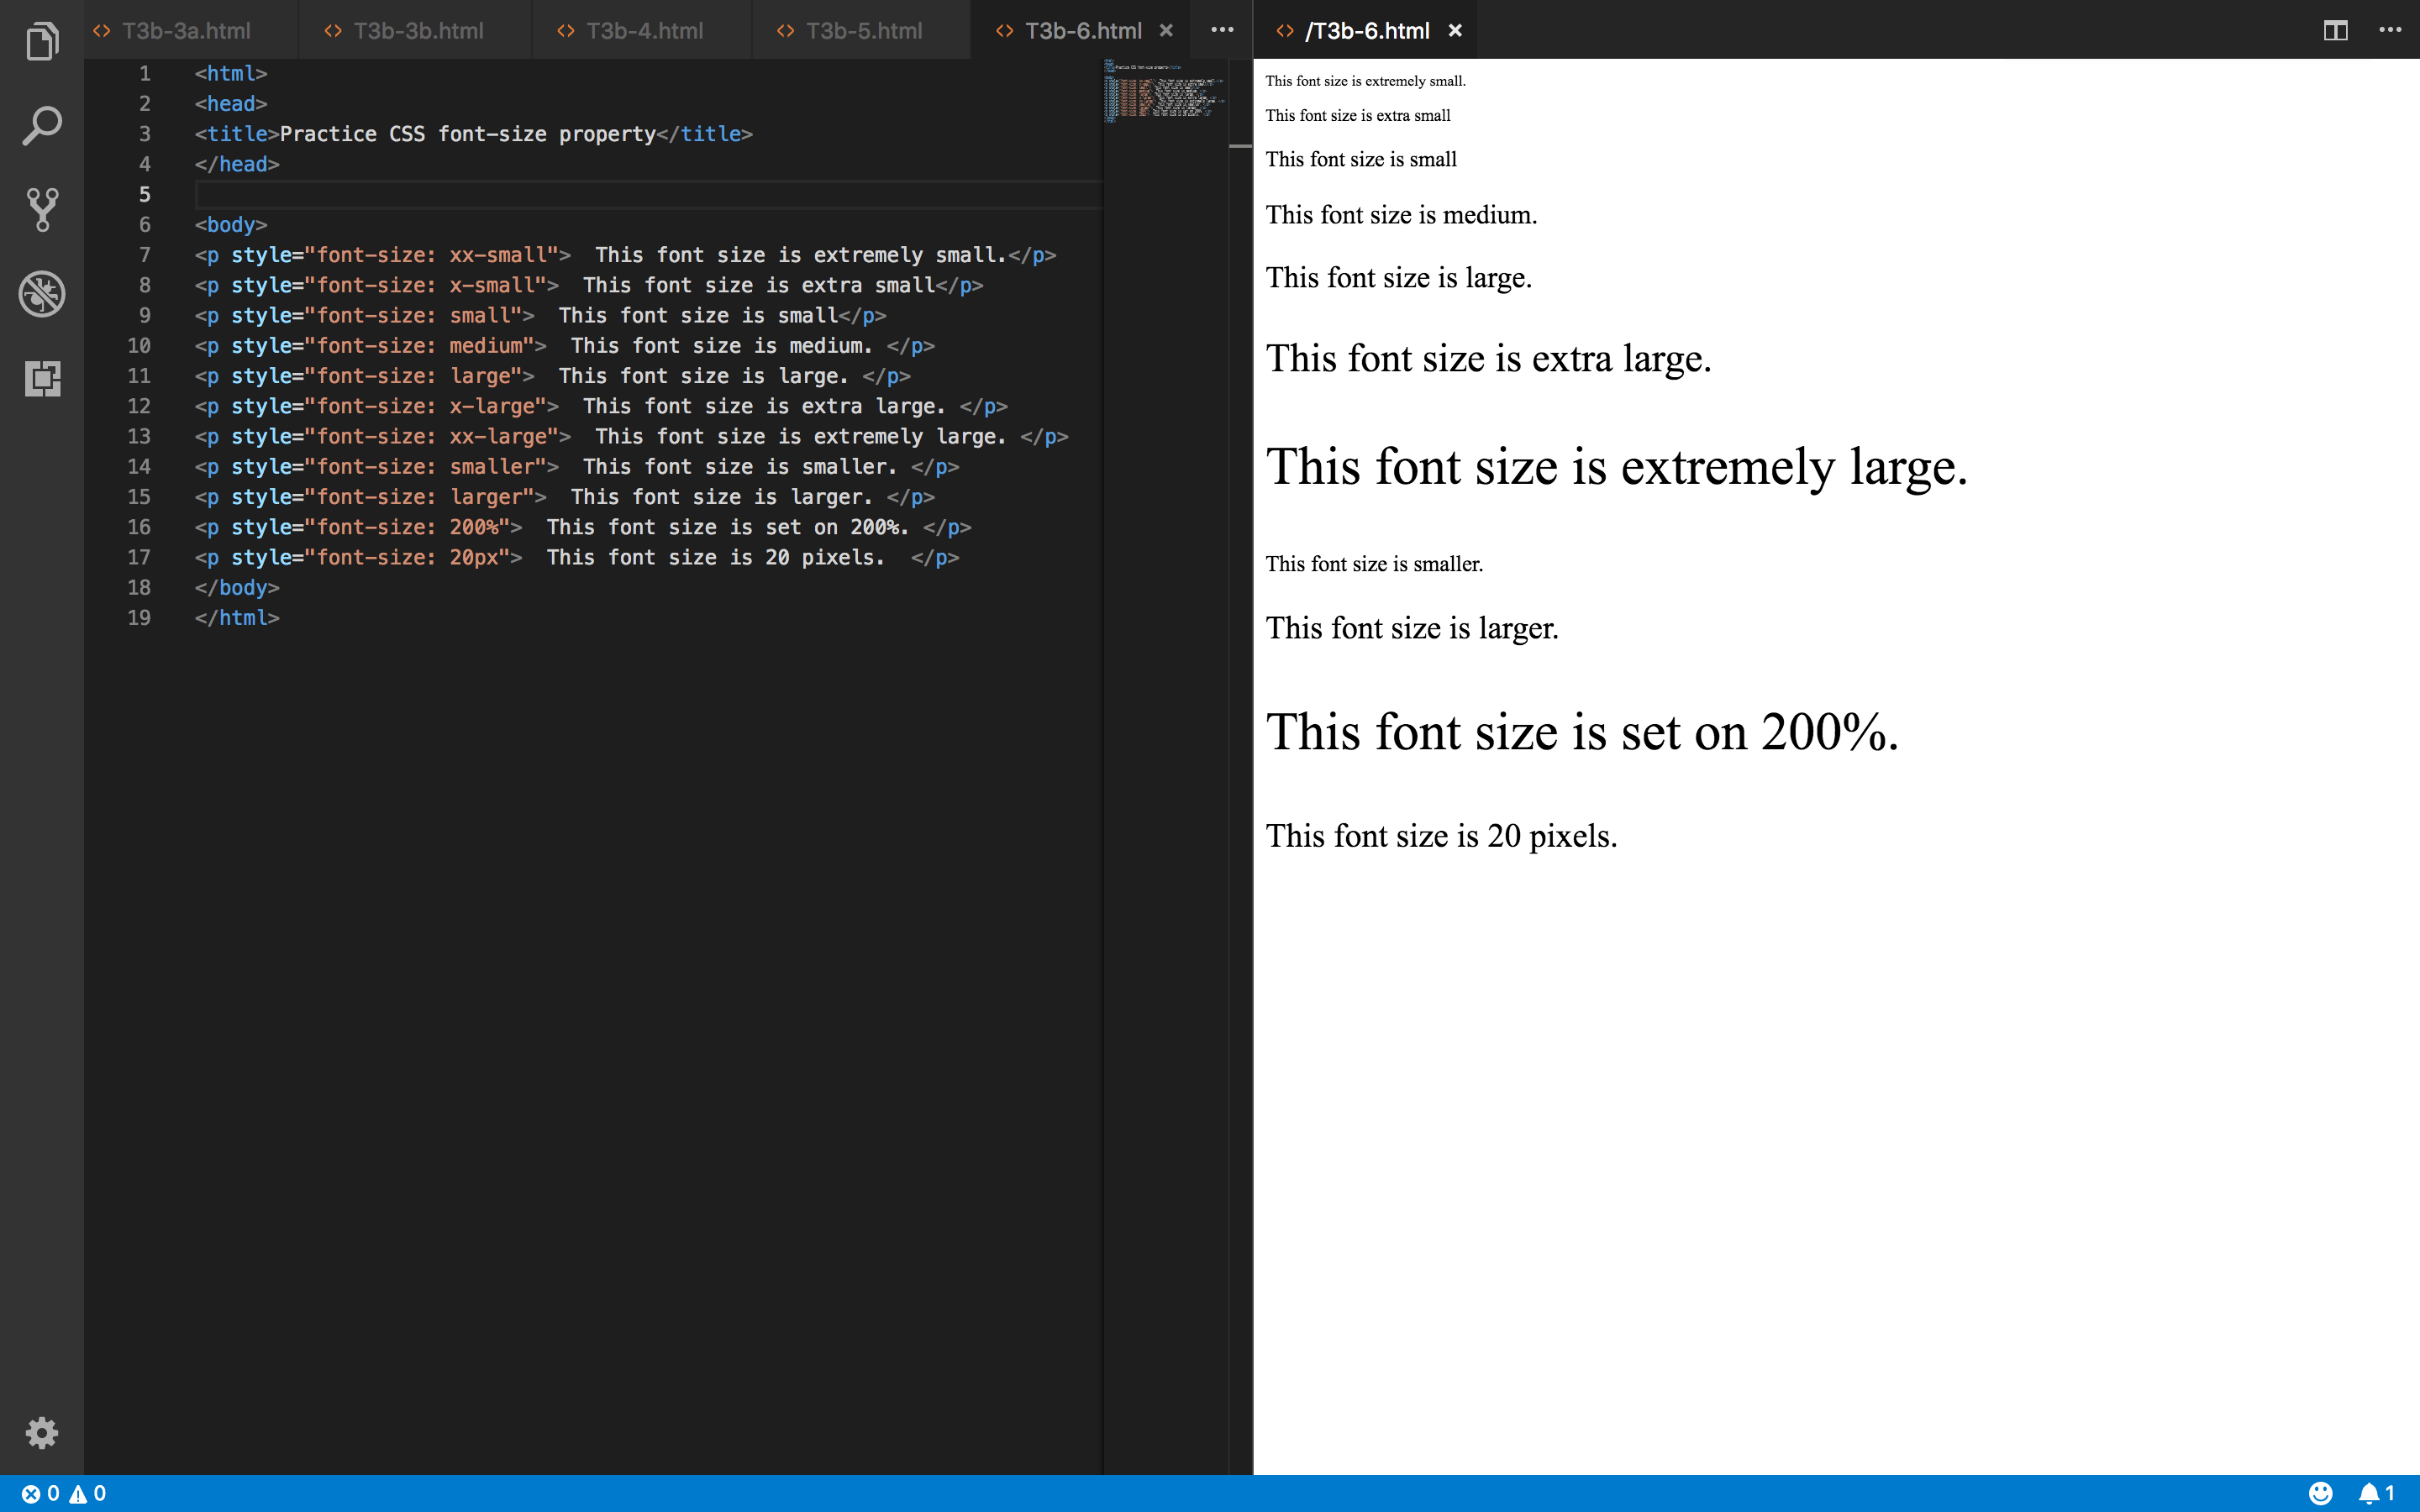 T3b-3a.html T3b-3b.html T3b-4.html T3b-5.html T3b-6.html
1 <html>
2 <head>
3 <title>Practice CSS font-size property</title>
4 </head>
5
6 <body>
7 <p style="font-size: xx-small">  This font size is extremely small.</p>
8 <p style="font-size: x-small">  This font size is extra small</p>
9 <p style="font-size: small">  This font size is small</p>
10 <p style="font-size: medium">  This font size is medium. </p>
11 <p style="font-size: large">  This font size is large. </p>
12 <p style="font-size: x-large">  This font size is extra large. </p>
13 <p style="font-size: xx-large">  This font size is extremely large. </p>
14 <p style="font-size: smaller">  This font size is smaller. </p>
15 <p style="font-size: larger">  This font size is larger. </p>
16 <p style="font-size: 200%">  This font size is set on 200%. </p>
17 <p style="font-size: 20px">  This font size is 20 pixels.  </p>
18 </body>
19 </html>
/T3b-6.html
This font size is extremely small.
This font size is extra small
This font size is small
This font size is medium.
This font size is large.
This font size is extra large.
This font size is extremely large.
This font size is smaller.
This font size is larger.
This font size is set on 200%.
This font size is 20 pixels.
0 0
1